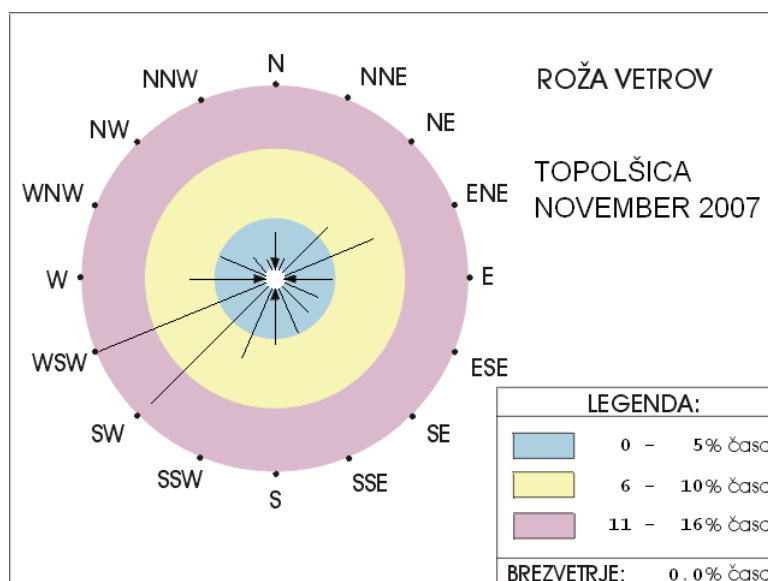 ROŽA VETROV
TOPOLŠICA
NOVEMBER 2007
N
NNE
NE
ENE
E
ESE
SE
SSE
S
SSW
SW
WSW
W
WNW
NW
NNW
LEGENDA:
0 - 5% časa
6 - 10% časa
11 - 16% časa
BREZVETRJE: 0.0% časa